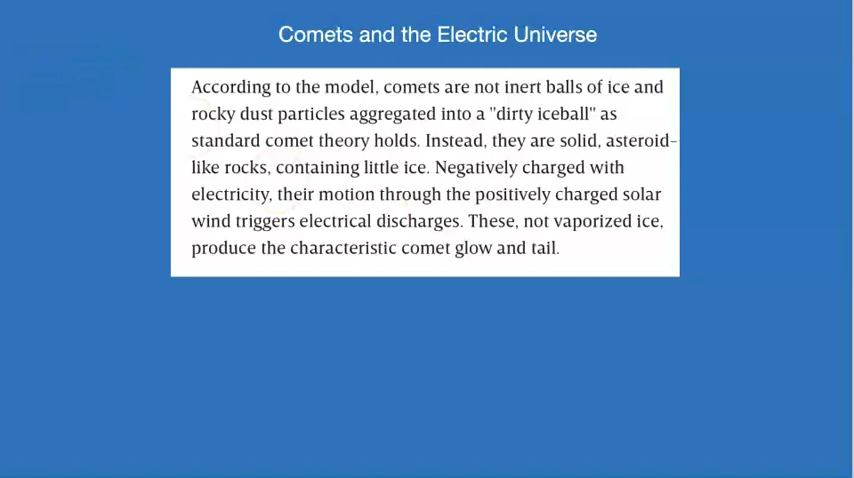 Comets and the Electric Universe
According to the model, comets are not inert balls of ice and
rocky dust particles aggregated into a "dirty iceball" as
standard comet theory holds. Instead, they are solid, asteroid-
like rocks, containing little ice. Negatively charged with
electricity, their motion through the positively charged solar
wind triggers electrical discharges. These, not vaporized ice,
produce the characteristic comet glow and tail.